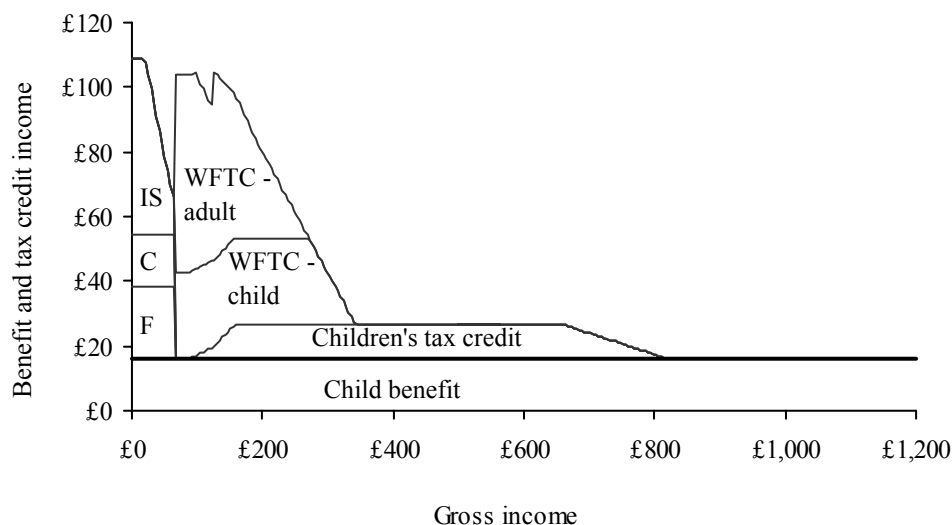 Benefit and tax credit income
£120
£100
£80
£60
£40
£20
£0
IS
C
F
WFTC -
adult
WFTC -
child
Children's tax credit
Child benefit
£0 £200 £400 £600 £800 £1,000 £1,200
Gross income